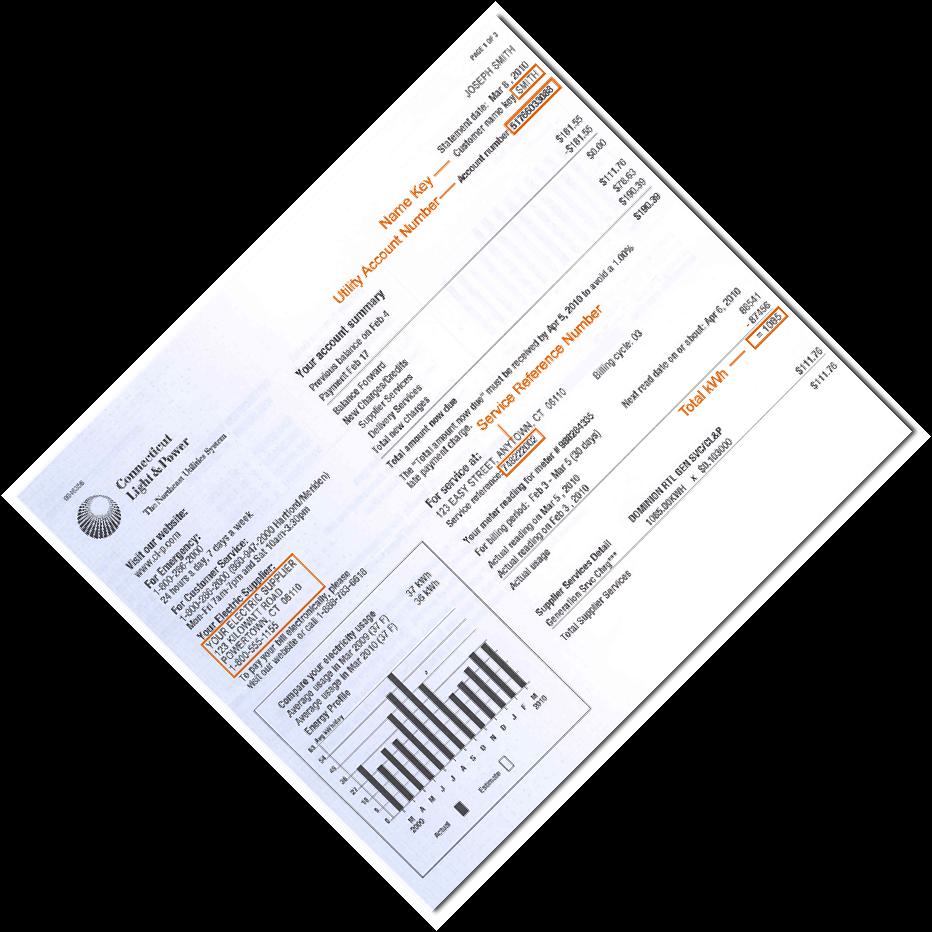 0046356
Connecticut
Light & Power
The Northeast Utilities System
PAGE 1 OF 3
JOSEPH SMITH
Statement date: Mar 8, 2010
Name Key
Customer name key SMITH
Utility Account Number
Account number 51766033088
Visit our website:
www.cl-p.com
For Emergency:
1-800-286-2000
24 hours a day, 7 days a week
For Customer Service:
1-800-286-2000 (860-947-2000 Hartford/Meriden)
Mon-Fri 7am-7pm and Sat 10am-3:30pm
Your Electric Supplier:
YOUR ELECTRIC SUPPLIER
123 KILOWATT ROAD
POWERTOWN, CT 06110
1-800-555-1155
To pay your bill electronically, please
visit our website or call 1-888-783-6618
Compare your electricity usage
Average usage in Mar 2009 (37 F) 37 kWh
Average usage in Mar 2010 (37 F) 36 kWh
Energy Profile
63 Avg kWh/day
54
45
36
27
18
9
0
M A M J J A S O N D J F M
2009 2010
Actual Estimate
Your account summary
Previous balance on Feb 4 $181.55
Payment Feb 17 -$181.55
Balance Forward $0.00
New Charges/Credits
Supplier Services $111.76
Delivery Services $78.63
Total new charges $190.39
Total amount now due $190.39
The "Total amount now due" must be received by Apr 5, 2010 to avoid a 1.00%
late payment charge.
Service Reference Number
For service at:
123 EASY STREET, ANYTOWN, CT 06110
Service reference: 748222002 Billing cycle: 03
Your meter reading for meter #
For billing period: Feb 3 - Mar 5 (30 days) Next read date on or about: Apr 6, 2010
Actual reading on Mar 5, 2010 88541
Actual reading on Feb 3, 2010 - 87456
Actual usage Total kWh = 1085
Supplier Services Detail DOMINION RTL GEN SVC/CL&P
Generation Srvc Chrg*** 1085.00KWH X $0.103000 $111.76
Total Supplier Services $111.76